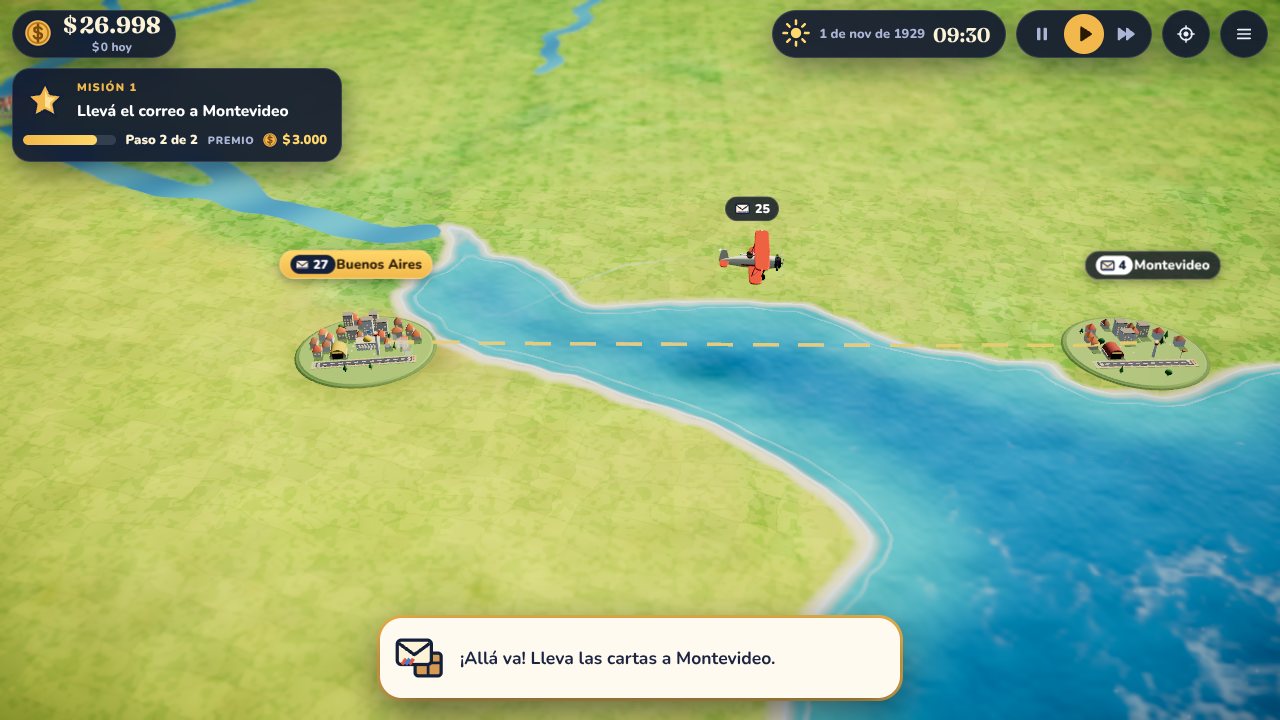 $26.998
$0 hoy
1 de nov de 1929 09:30
MISIÓN 1
Llevá el correo a Montevideo
Paso 2 de 2 PREMIO $3.000
25
27 Buenos Aires
4 Montevideo
¡Allá va! Lleva las cartas a Montevideo.